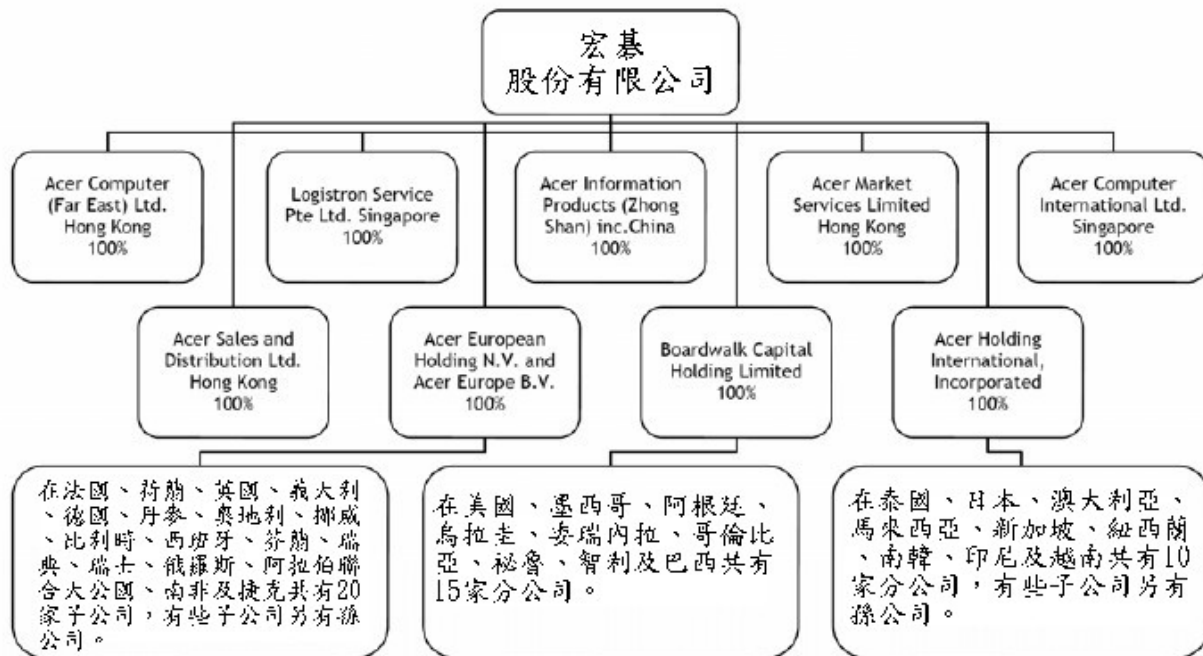 宏碁
股份有限公司
Acer Computer
(Far East) Ltd.
Hong Kong
100%
Logistron Service
Pte Ltd. Singapore
100%
Acer Information
Products (Zhong
Shan) inc.China
100%
Acer Market
Services Limited
Hong Kong
100%
Acer Computer
International Ltd.
Singapore
100%
Acer Sales and
Distribution Ltd.
Hong Kong
100%
Acer European
Holding N.V. and
Acer Europe B.V.
100%
Boardwalk Capital
Holding Limited
100%
Acer Holding
International,
Incorporated
100%
在法國、荷蘭、英國、義大利
、德國、丹麥、奧地利、挪威
、比利時、西班牙、芬蘭、瑞
典、瑞士、俄羅斯、阿拉伯聯
合大公國、南非及捷克共有20
家子公司，有些子公司另有孫
公司。
在美國、墨西哥、阿根廷、
烏拉圭、委瑞內拉、哥倫比
亞、祕魯、智利及巴西共有
15家分公司。
在泰國、日本、澳大利亞、
馬來西亞、新加坡、紐西蘭
、南韓、印尼及越南共有10
家分公司，有些子公司另有
孫公司。